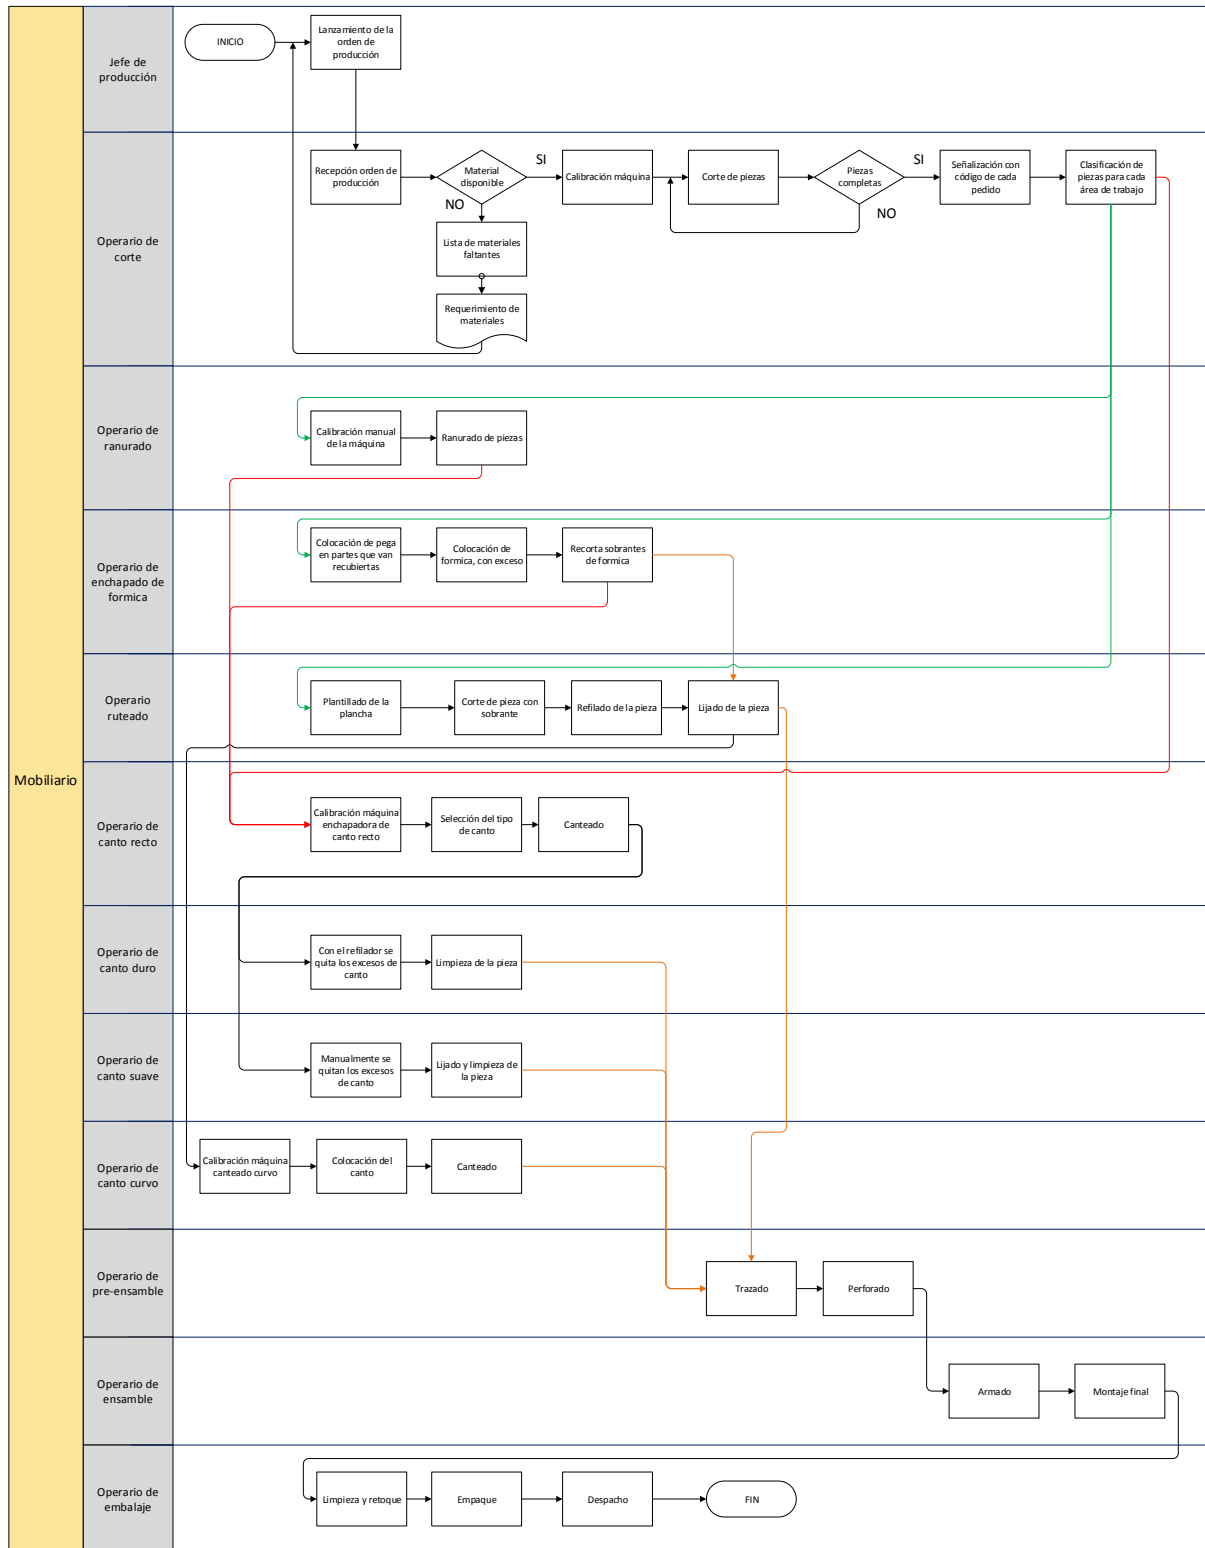 Mobiliario
Jefe de
producción
INICIO
Lanzamiento de la
orden de
producción
Operario de
corte
Recepción orden de
producción
Material
disponible
SI
NO
Calibración máquina
Corte de piezas
Piezas
completas
SI
NO
Señalización con
código de cada
pedido
Clasificación de
piezas para cada
área de trabajo
Lista de materiales
faltantes
Requerimiento de
materiales
Operario de
ranurado
Calibración manual
de la máquina
Ranurado de piezas
Operario de
enchapado de
formica
Colocación de pega
en partes que van
recubiertas
Colocación de
formica, con exceso
Recorta sobrantes
de formica
Operario
ruteado
Plantillado de la
plancha
Corte de pieza con
sobrante
Refilado de la pieza
Lijado de la pieza
Operario de
canto recto
Calibración máquina
enchapadora de
canto recto
Selección del tipo
de canto
Canteado
Operario de
canto duro
Con el refilador se
quita los excesos de
canto
Limpieza de la pieza
Operario de
canto suave
Manualmente se
quitan los excesos
de canto
Lijado y limpieza de
la pieza
Operario de
canto curvo
Calibración máquina
canteado curvo
Colocación del
canto
Canteado
Operario de
pre-ensamble
Trazado
Perforado
Operario de
ensamble
Armado
Montaje final
Operario de
embalaje
Limpieza y retoque
Empaque
Despacho
FIN